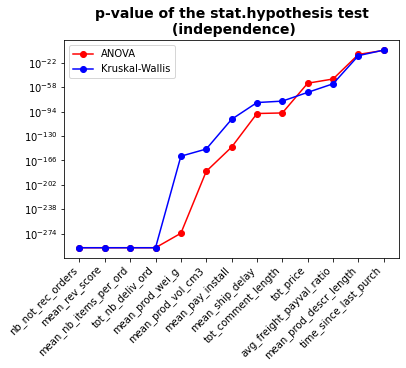 p-value of the stat.hypothesis test
(independence)
ANOVA
Kruskal-Wallis
10⁻²²
10⁻⁵⁸
10⁻⁹⁴
10⁻¹³⁰
10⁻¹⁶⁶
10⁻²⁰²
10⁻²³⁸
10⁻²⁷⁴
nb_not_rec_orders
mean_rev_score
mean_nb_items_per_ord
tot_nb_deliv_ord
mean_prod_wei_g
mean_prod_vol_cm3
mean_pay_install
mean_ship_delay
tot_comment_length
tot_price
avg_freight_payval_ratio
mean_prod_descr_length
time_since_last_purch